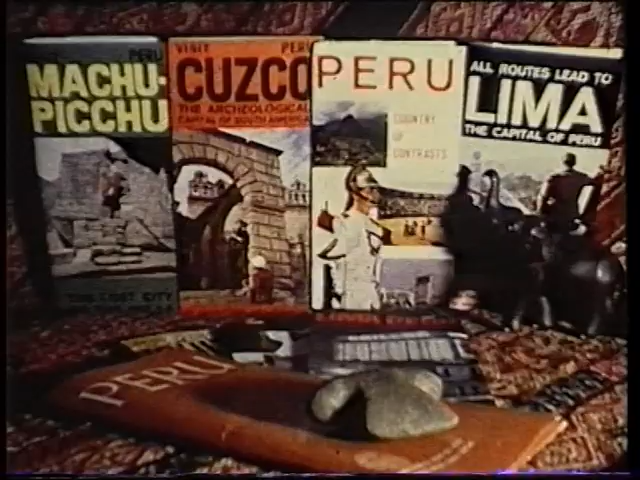 PERU
MACHU-
PICCHU
THE LOST CITY
VISIT PERU
CUZCO
THE ARCHEOLOGICAL
CAPITAL OF SOUTH AMERICA
PERU
COUNTRY
OF
CONTRASTS
ALL ROUTES LEAD TO
LIMA
THE CAPITAL OF PERU
PERU